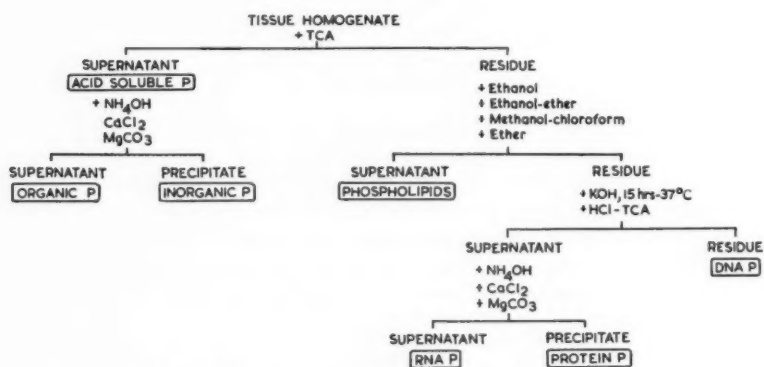 TISSUE HOMOGENATE
+ TCA
SUPERNATANT
ACID SOLUBLE P
+ NH₄OH
CaCl₂
MgCO₃
SUPERNATANT
ORGANIC P
PRECIPITATE
INORGANIC P
RESIDUE
+ Ethanol
+ Ethanol-ether
+ Methanol-chloroform
+ Ether
SUPERNATANT
PHOSPHOLIPIDS
RESIDUE
+ KOH, 15 hrs-37°C
+ HCl-TCA
SUPERNATANT
+ NH₄OH
+ CaCl₂
+ MgCO₃
RESIDUE
DNA P
SUPERNATANT
RNA P
PRECIPITATE
PROTEIN P